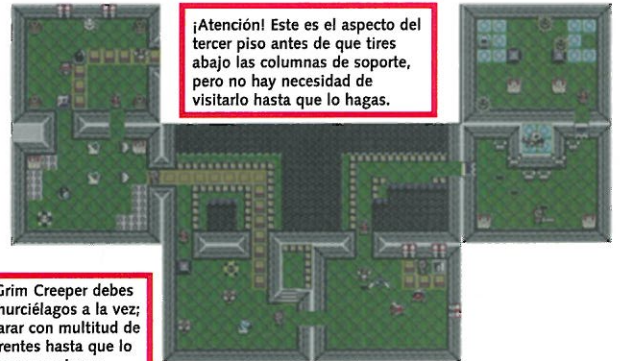 ¡Atención! Este es el aspecto del
tercer piso antes de que tires
abajo las columnas de soporte,
pero no hay necesidad de
visitarlo hasta que lo hagas.
Grim Creeper debes
murciélagos a la vez;
arar con multitud de
rentes hasta que lo